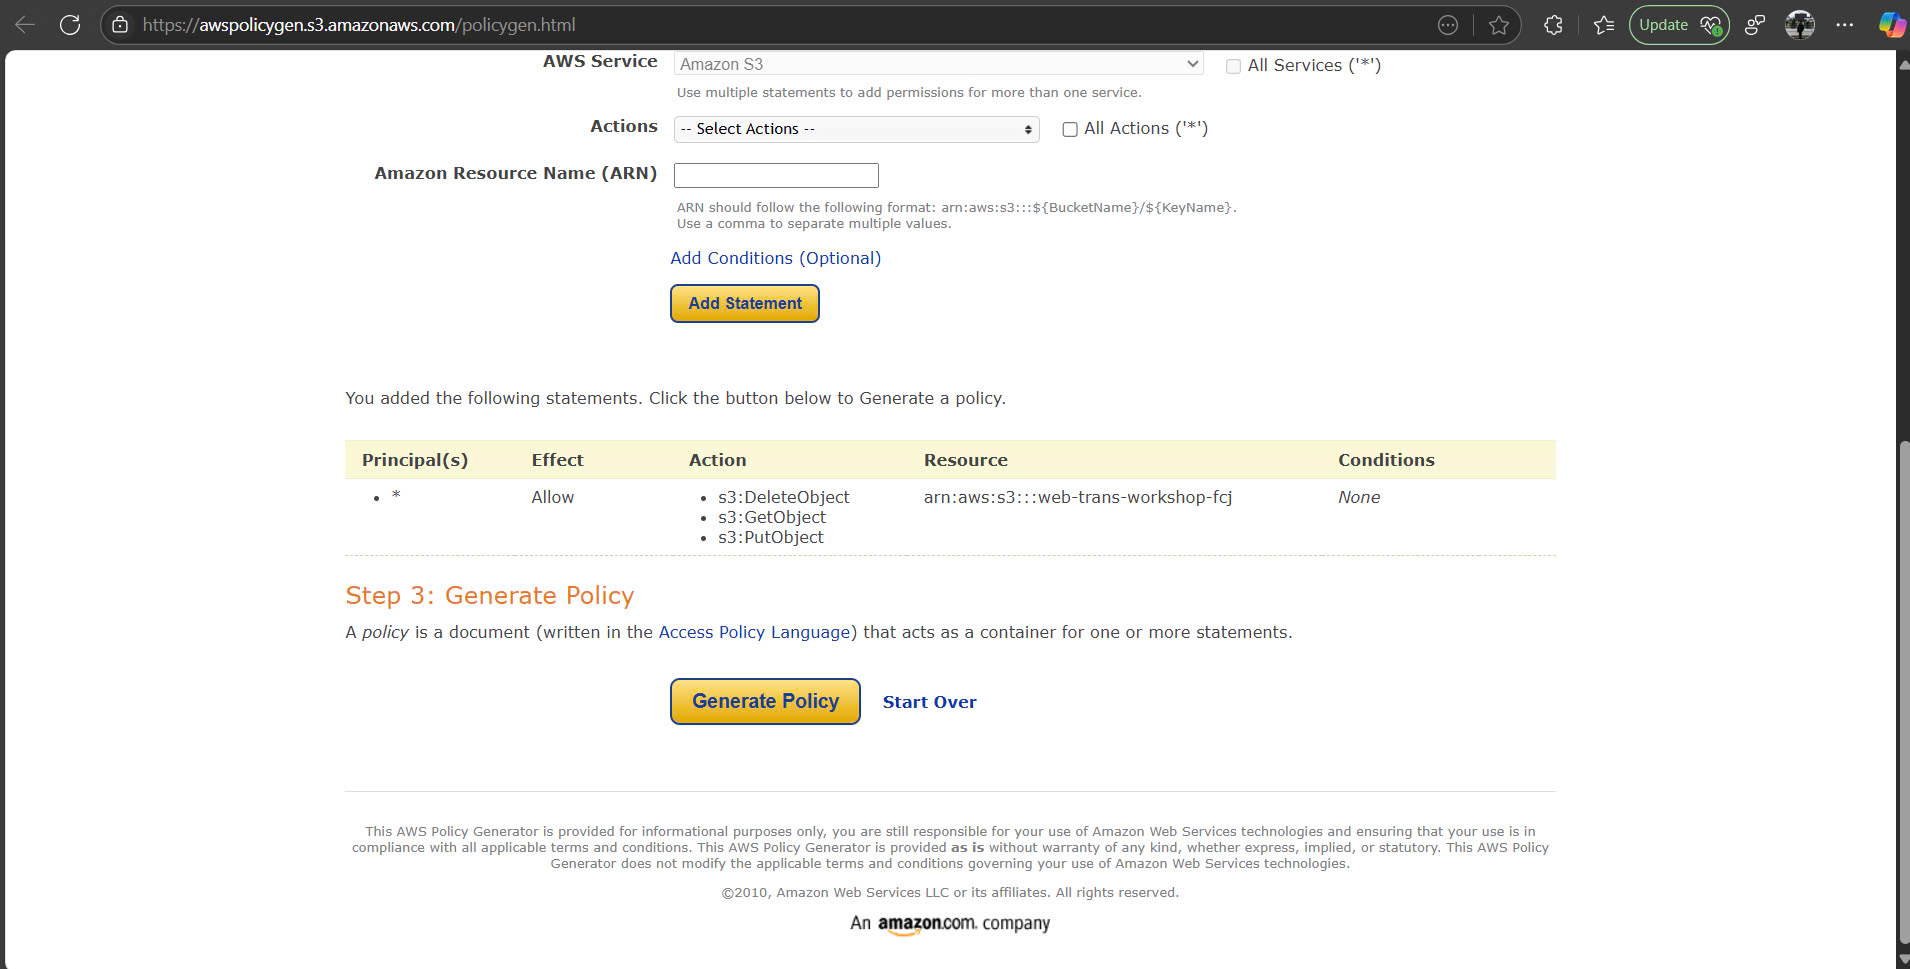 https://awspolicygen.s3.amazonaws.com/policygen.html
Update
AWS Service
Amazon S3
All Services ('*')
Use multiple statements to add permissions for more than one service.
Actions
-- Select Actions --
All Actions ('*')
Amazon Resource Name (ARN)
ARN should follow the following format: arn:aws:s3:::${BucketName}/${KeyName}.
Use a comma to separate multiple values.
Add Conditions (Optional)
Add Statement
You added the following statements. Click the button below to Generate a policy.
Principal(s) Effect Action Resource Conditions
• * Allow • s3:DeleteObject arn:aws:s3:::web-trans-workshop-fcj None
• s3:GetObject
• s3:PutObject
Step 3: Generate Policy
A policy is a document (written in the Access Policy Language) that acts as a container for one or more statements.
Generate Policy Start Over
This AWS Policy Generator is provided for informational purposes only, you are still responsible for your use of Amazon Web Services technologies and ensuring that your use is in
compliance with all applicable terms and conditions. This AWS Policy Generator is provided as is without warranty of any kind, whether express, implied, or statutory. This AWS Policy
Generator does not modify the applicable terms and conditions governing your use of Amazon Web Services technologies.
©2010, Amazon Web Services LLC or its affiliates. All rights reserved.
An amazon.com. company